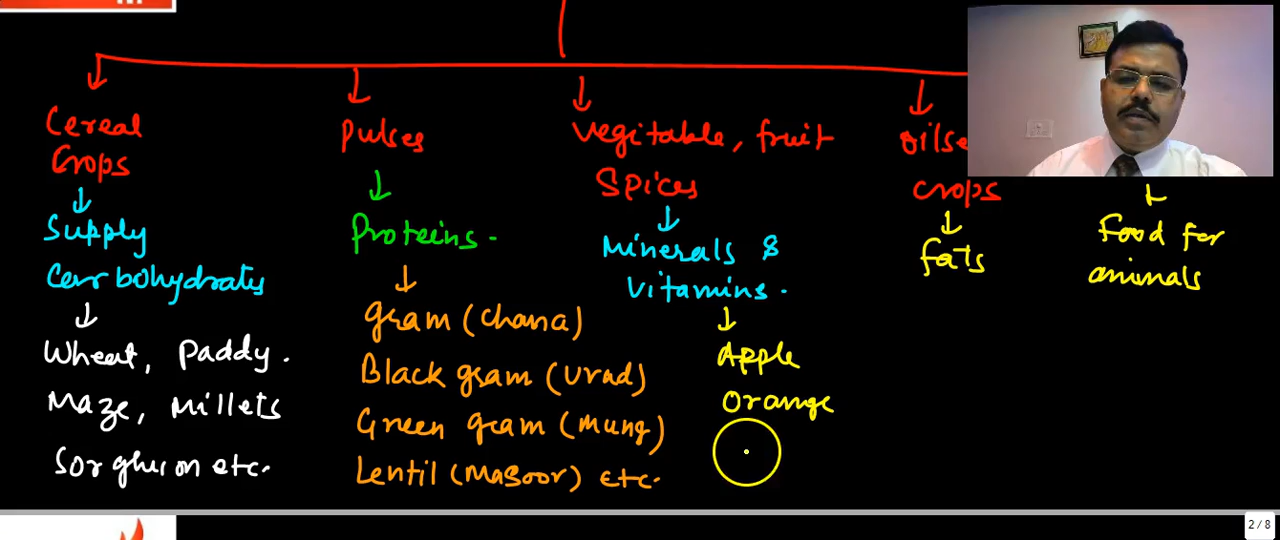 Cereal
Crops
Supply
Carbohydrates
Wheat, Paddy.
Maze, Millets
Sorghum etc.
Pulses
Proteins.
gram (Chana)
Black gram (Urad)
Green gram (Mung)
Lentil (Masoor) etc.
Vegitable, fruit
Spices
Minerals &
Vitamins.
Apple
Orange
Oilse
Crops
fats
Food for
animals
2 / 8